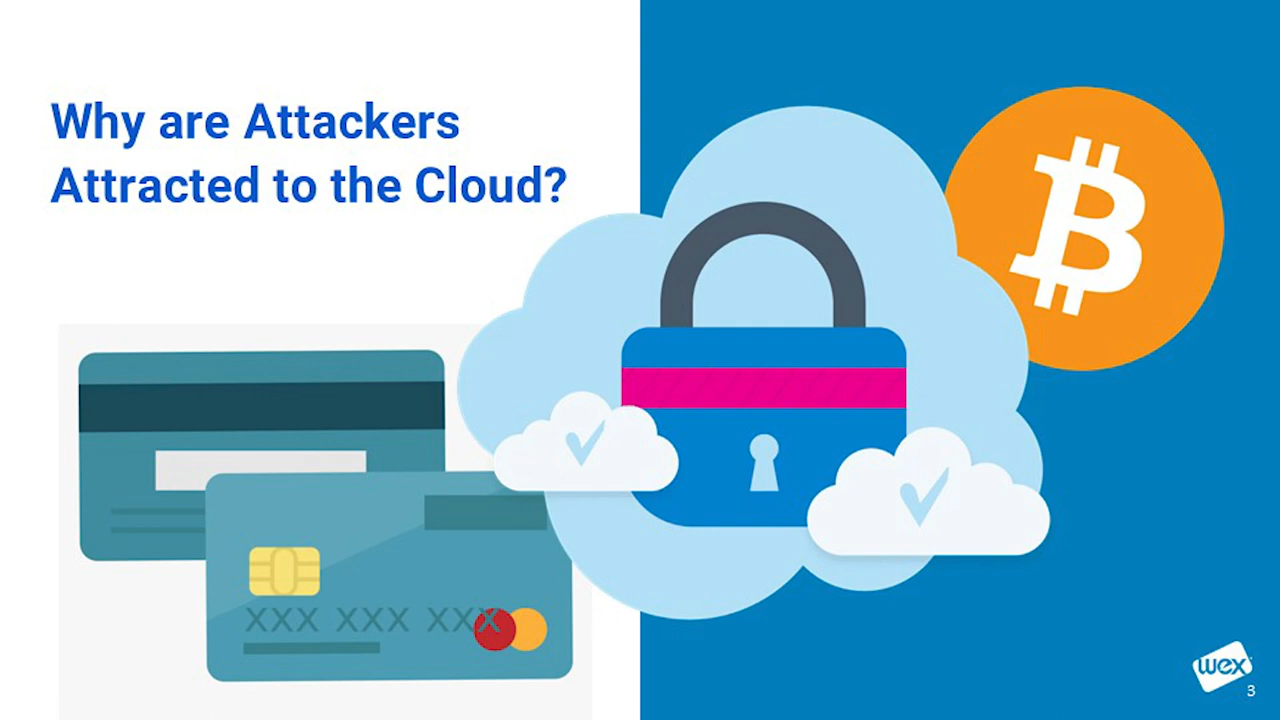 Why are Attackers
Attracted to the Cloud?
XXX XXX XXX
wex
3